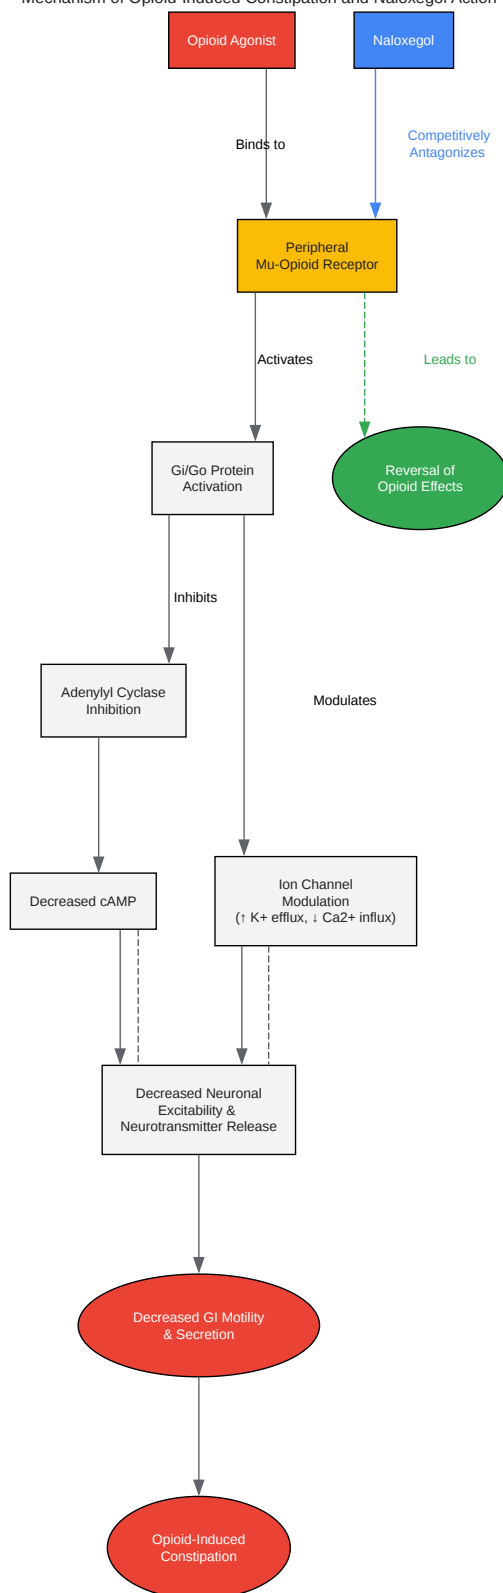 Mechanism of Opioid-Induced Constipation and Naloxegol Action
Opioid Agonist
Naloxegol
Binds to
Competitively
Antagonizes
Peripheral
Mu-Opioid Receptor
Activates
Leads to
Gi/Go Protein
Activation
Reversal of
Opioid Effects
Inhibits
Adenylyl Cyclase
Inhibition
Modulates
Decreased cAMP
Ion Channel
Modulation
(↑ K+ efflux, ↓ Ca2+ influx)
Decreased Neuronal
Excitability &
Neurotransmitter Release
Decreased GI Motility
& Secretion
Opioid-Induced
Constipation